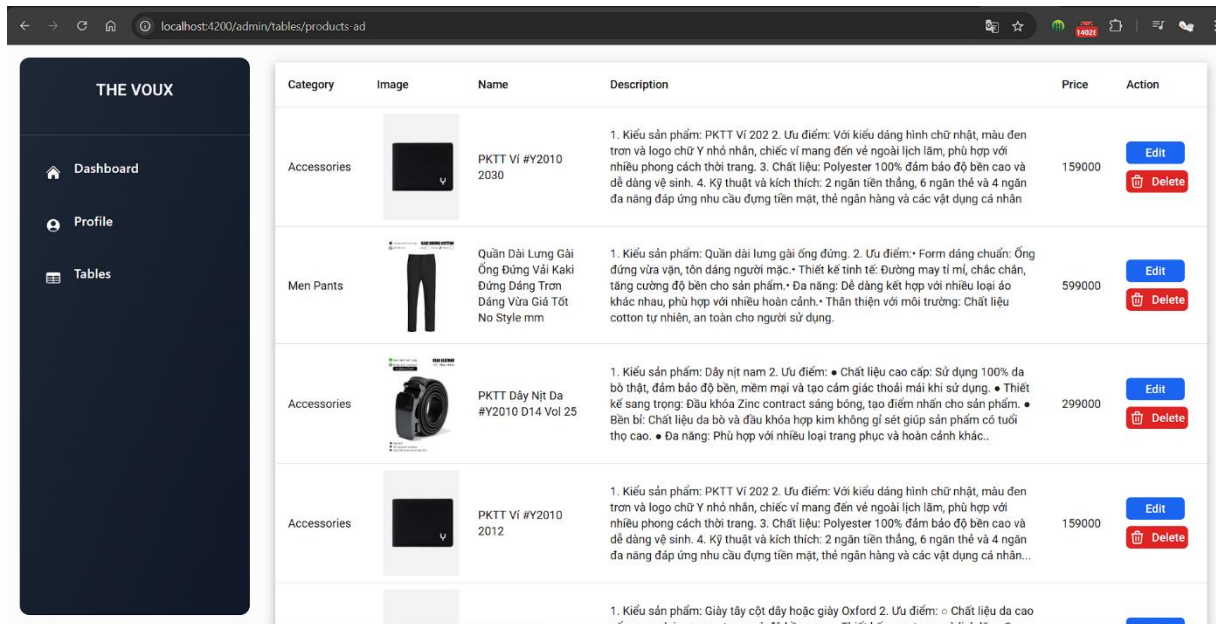 localhost:4200/admin/tables/products-ad
1402E
THE VOUX
Dashboard
Profile
Tables
Category Image Name Description Price Action
Accessories
PKTT Ví #Y2010
2030
1. Kiểu sản phẩm: PKTT Ví 202 2. Ưu điểm: Với kiểu dáng hình chữ nhật, màu đen
trơn và logo chữ Y nhỏ nhắn, chiếc ví mang đến vẻ ngoài lịch lãm, phù hợp với
nhiều phong cách thời trang. 3. Chất liệu: Polyester 100% đảm bảo độ bền cao và
dễ dàng vệ sinh. 4. Kỹ thuật và kích thích: 2 ngăn tiền thẳng, 6 ngăn thẻ và 4 ngăn
đa năng đáp ứng nhu cầu đựng tiền mặt, thẻ ngân hàng và các vật dụng cá nhân
159000
Edit
Delete
Men Pants
Quần Dài Lưng Gài
Ống Đứng Vải Kaki
Đứng Dáng Trơn
Dáng Vừa Giá Tốt
No Style mm
1. Kiểu sản phẩm: Quần dài lưng gài ống đứng. 2. Ưu điểm:• Form dáng chuẩn: Ống
đứng vừa vặn, tôn dáng người mặc.• Thiết kế tinh tế: Đường may tỉ mỉ, chắc chắn,
tăng cường độ bền cho sản phẩm.• Đa năng: Dễ dàng kết hợp với nhiều loại áo
khác nhau, phù hợp với nhiều hoàn cảnh.• Thân thiện với môi trường: Chất liệu
cotton tự nhiên, an toàn cho người sử dụng.
599000
Edit
Delete
Accessories
PKTT Dây Nịt Da
#Y2010 D14 Vol 25
1. Kiểu sản phẩm: Dây nịt nam 2. Ưu điểm: ● Chất liệu cao cấp: Sử dụng 100% da
bò thật, đảm bảo độ bền, mềm mại và tạo cảm giác thoải mái khi sử dụng. ● Thiết
kế sang trọng: Đầu khóa Zinc contract sáng bóng, tạo điểm nhấn cho sản phẩm. ●
Bền bỉ: Chất liệu da bò và đầu khóa hợp kim không gỉ sét giúp sản phẩm có tuổi
thọ cao. ● Đa năng: Phù hợp với nhiều loại trang phục và hoàn cảnh khác..
299000
Edit
Delete
Accessories
PKTT Ví #Y2010
2012
1. Kiểu sản phẩm: PKTT Ví 202 2. Ưu điểm: Với kiểu dáng hình chữ nhật, màu đen
trơn và logo chữ Y nhỏ nhắn, chiếc ví mang đến vẻ ngoài lịch lãm, phù hợp với
nhiều phong cách thời trang. 3. Chất liệu: Polyester 100% đảm bảo độ bền cao và
dễ dàng vệ sinh. 4. Kỹ thuật và kích thích: 2 ngăn tiền thẳng, 6 ngăn thẻ và 4 ngăn
đa năng đáp ứng nhu cầu đựng tiền mặt, thẻ ngân hàng và các vật dụng cá nhân...
159000
Edit
Delete
1. Kiểu sản phẩm: Giày tây cột dây hoặc giày Oxford 2. Ưu điểm: ○ Chất liệu da cao